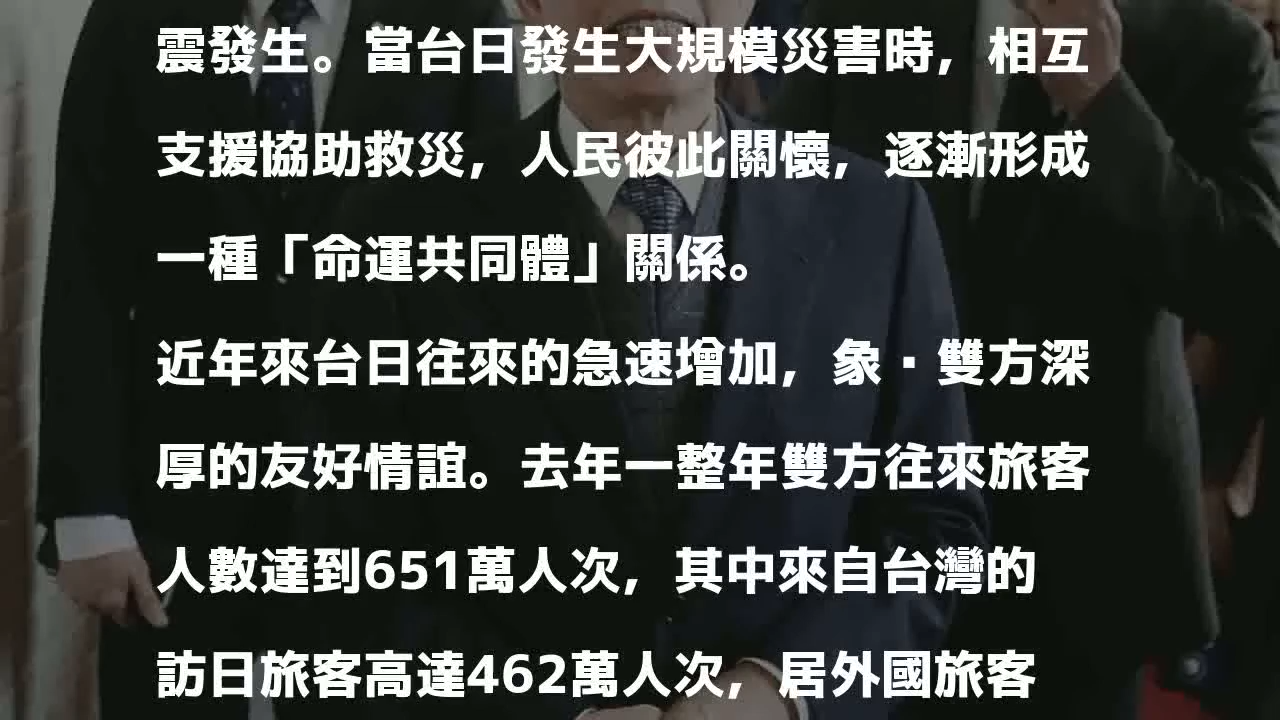 震發生。當台日發生大規模災害時，相互
支援協助救災，人民彼此關懷，逐漸形成
一種「命運共同體」關係。
近年來台日往來的急速增加，象·雙方深
厚的友好情誼。去年一整年雙方往來旅客
人數達到651萬人次，其中來自台灣的
訪日旅客高達462萬人次，居外國旅客